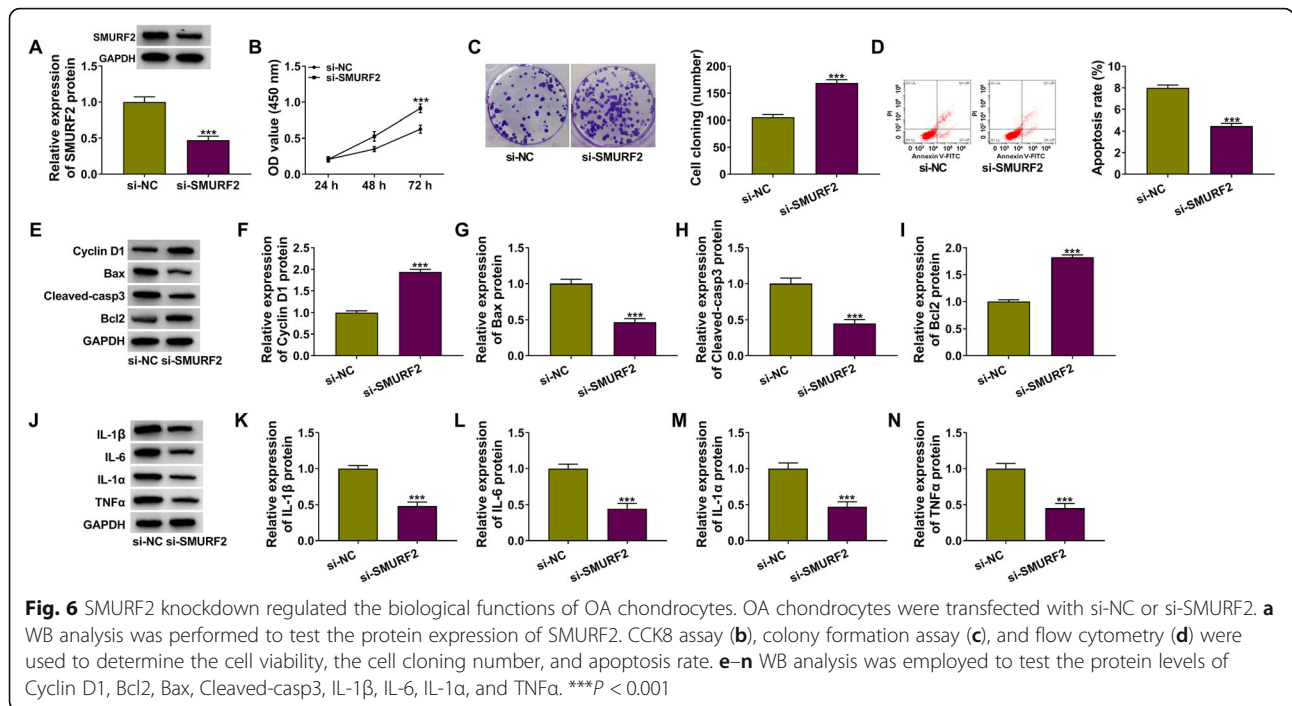 A
SMURF2
GAPDH
Relative expression
of SMURF2 protein
1.5
1.0
0.5
0.0
***
si-NC
si-SMURF2
B
si-NC
si-SMURF2
OD value (450 nm)
1.5
1.0
0.5
0.0
***
24 h 48 h 72 h
C
si-NC si-SMURF2
Cell cloning (number)
200
150
100
50
0
***
si-NC
si-SMURF2
D
PI
Annexin V-FITC Annexin V-FITC
si-NC si-SMURF2
Apoptosis rate (%)
10
8
6
4
2
0
***
si-NC
si-SMURF2
E
Cyclin D1
Bax
Cleaved-casp3
Bcl2
GAPDH
si-NC si-SMURF2
F
Relative expression
of Cyclin D1 protein
2.5
2.0
1.5
1.0
0.5
0.0
***
si-NC
si-SMURF2
G
Relative expression
of Bax protein
1.5
1.0
0.5
0.0
***
si-NC
si-SMURF2
H
Relative expression
of Cleaved-casp3 protein
1.5
1.0
0.5
0.0
***
si-NC
si-SMURF2
I
Relative expression
of Bcl2 protein
2.0
1.5
1.0
0.5
0.0
***
si-NC
si-SMURF2
J
IL-1β
IL-6
IL-1α
TNFα
GAPDH
si-NC si-SMURF2
K
Relative expression
of IL-1β protein
1.5
1.0
0.5
0.0
***
si-NC
si-SMURF2
L
Relative expression
of IL-6 protein
1.5
1.0
0.5
0.0
***
si-NC
si-SMURF2
M
Relative expression
of IL-1α protein
1.5
1.0
0.5
0.0
***
si-NC
si-SMURF2
N
Relative expression
of TNFα protein
1.5
1.0
0.5
0.0
***
si-NC
si-SMURF2
Fig. 6 SMURF2 knockdown regulated the biological functions of OA chondrocytes. OA chondrocytes were transfected with si-NC or si-SMURF2. a
WB analysis was performed to test the protein expression of SMURF2. CCK8 assay (b), colony formation assay (c), and flow cytometry (d) were
used to determine the cell viability, the cell cloning number, and apoptosis rate. e–n WB analysis was employed to test the protein levels of
Cyclin D1, Bcl2, Bax, Cleaved-casp3, IL-1β, IL-6, IL-1α, and TNFα. ***P < 0.001